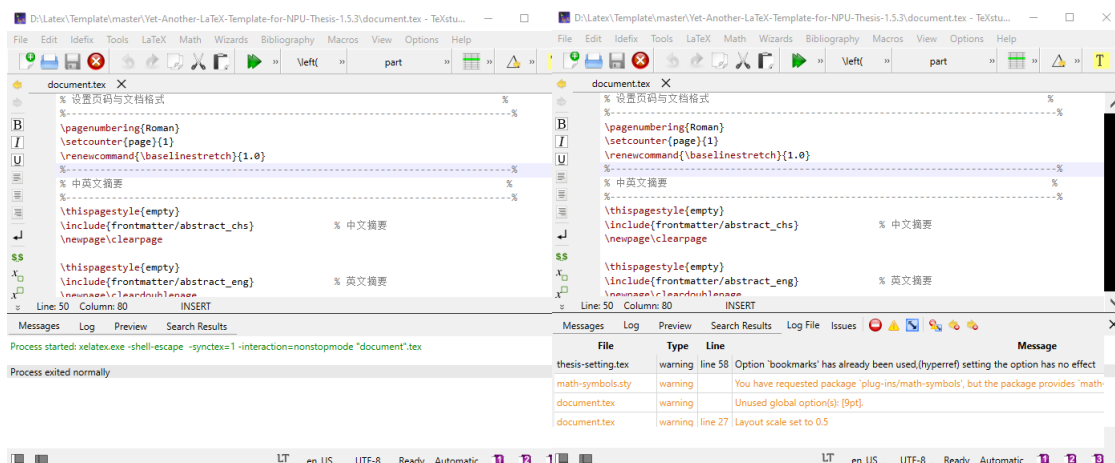 D:\Latex\Template\master\Yet-Another-LaTeX-Template-for-NPU-Thesis-1.5.3\document.tex - TeXstu...
File Edit Idefix Tools LaTeX Math Wizards Bibliography Macros View Options Help
\left( part
document.tex
% 设置页码与文档格式 %
%--------------------------------------------------------------------------%
\pagenumbering{Roman}
\setcounter{page}{1}
\renewcommand{\baselinestretch}{1.0}
%--------------------------------------------------------------------------%
% 中英文摘要 %
%--------------------------------------------------------------------------%
\thispagestyle{empty}
\include{frontmatter/abstract_chs} % 中文摘要
\newpage\clearpage
\thispagestyle{empty}
\include{frontmatter/abstract_eng} % 英文摘要
\newpage\cleardoublepage
Line: 50 Column: 80 INSERT
Messages Log Preview Search Results
Process started: xelatex.exe -shell-escape -synctex=1 -interaction=nonstopmode "document".tex
Process exited normally
LT en_US UTF-8 Ready Automatic
D:\Latex\Template\master\Yet-Another-LaTeX-Template-for-NPU-Thesis-1.5.3\document.tex - TeXstu...
File Edit Idefix Tools LaTeX Math Wizards Bibliography Macros View Options Help
\left( part T
document.tex
% 设置页码与文档格式 %
%--------------------------------------------------------------------------%
\pagenumbering{Roman}
\setcounter{page}{1}
\renewcommand{\baselinestretch}{1.0}
%--------------------------------------------------------------------------%
% 中英文摘要 %
%--------------------------------------------------------------------------%
\thispagestyle{empty}
\include{frontmatter/abstract_chs} % 中文摘要
\newpage\clearpage
\thispagestyle{empty}
\include{frontmatter/abstract_eng} % 英文摘要
\newpage\cleardoublepage
Line: 50 Column: 80 INSERT
Messages Log Preview Search Results Log File Issues
File Type Line Message
thesis-setting.tex warning line 58 Option `bookmarks' has already been used,(hyperref) setting the option has no effect
math-symbols.sty warning You have requested package `plug-ins/math-symbols', but the package provides `math-
document.tex warning Unused global option(s): [9pt].
document.tex warning line 27 Layout scale set to 0.5
LT en_US UTF-8 Ready Automatic